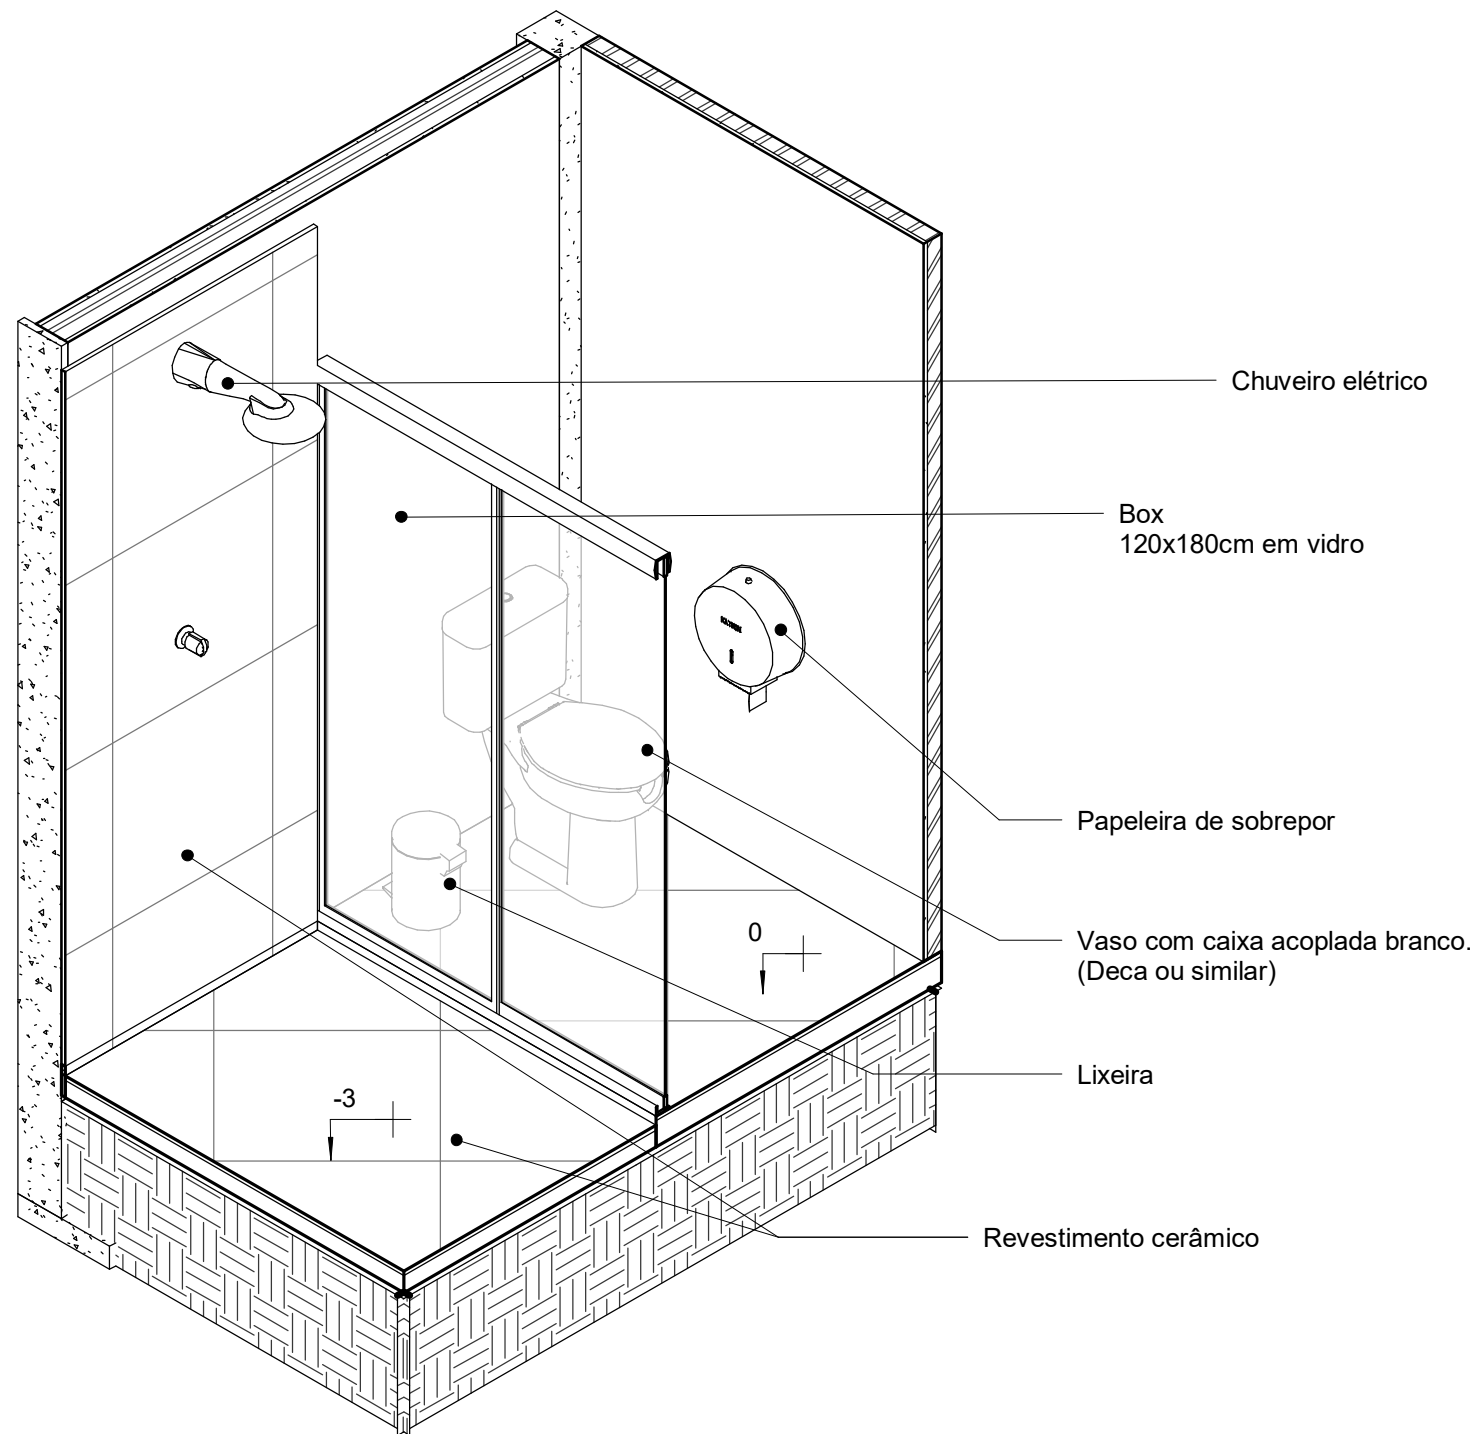 Chuveiro elétrico
Box
120x180cm em vidro
Papeleira de sobrepor
0
Vaso com caixa acoplada branco.
(Deca ou similar)
Lixeira
-3
Revestimento cerâmico